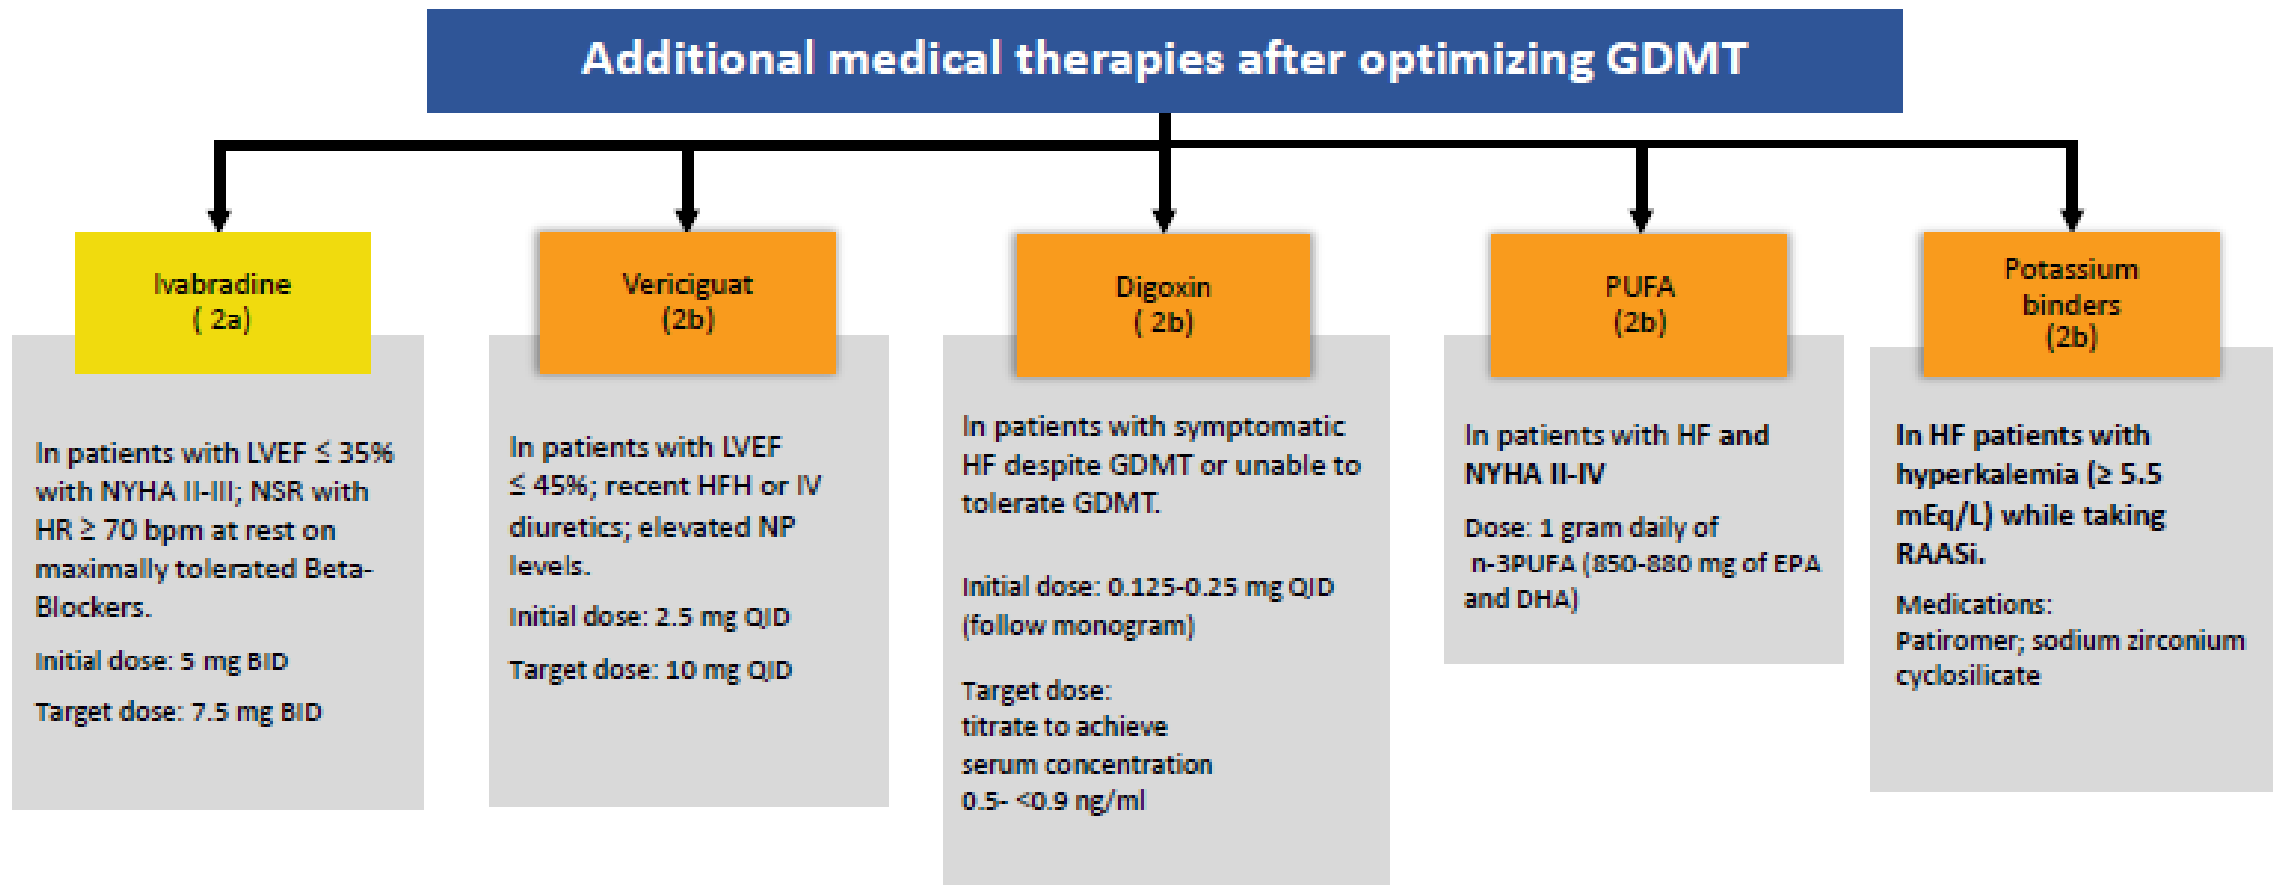 Additional medical therapies after optimizing GDMT
Ivabradine
( 2a)
In patients with LVEF ≤ 35%
with NYHA II-III; NSR with
HR ≥ 70 bpm at rest on
maximally tolerated Beta-
Blockers.
Initial dose: 5 mg BID
Target dose: 7.5 mg BID
Vericiguat
(2b)
In patients with LVEF
≤ 45%; recent HFH or IV
diuretics; elevated NP
levels.
Initial dose: 2.5 mg QID
Target dose: 10 mg QID
Digoxin
( 2b)
In patients with symptomatic
HF despite GDMT or unable to
tolerate GDMT.
Initial dose: 0.125-0.25 mg QID
(follow monogram)
Target dose:
titrate to achieve
serum concentration
0.5- <0.9 ng/ml
PUFA
(2b)
In patients with HF and
NYHA II-IV
Dose: 1 gram daily of
n-3PUFA (850-880 mg of EPA
and DHA)
Potassium
binders
(2b)
In HF patients with
hyperkalemia (≥ 5.5
mEq/L) while taking
RAASi.
Medications:
Patiromer; sodium zirconium
cyclosilicate